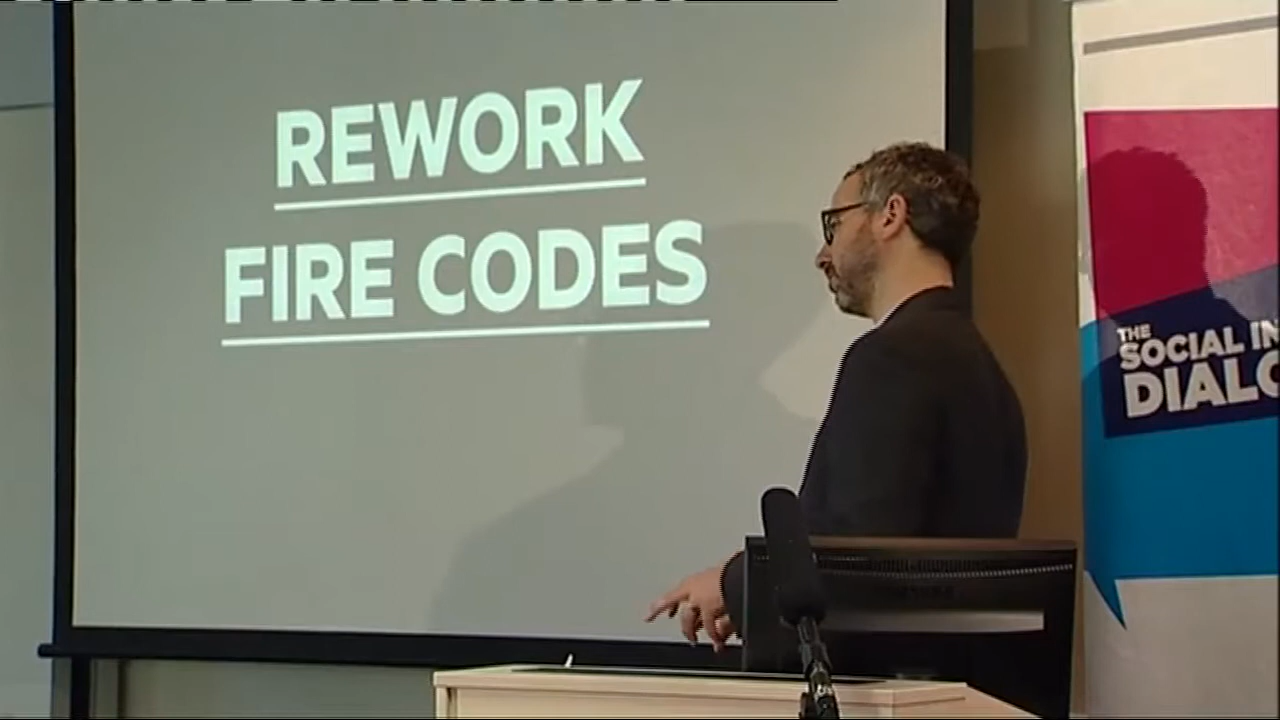 REWORK
FIRE CODES
THE
SOCIAL IN
DIALO